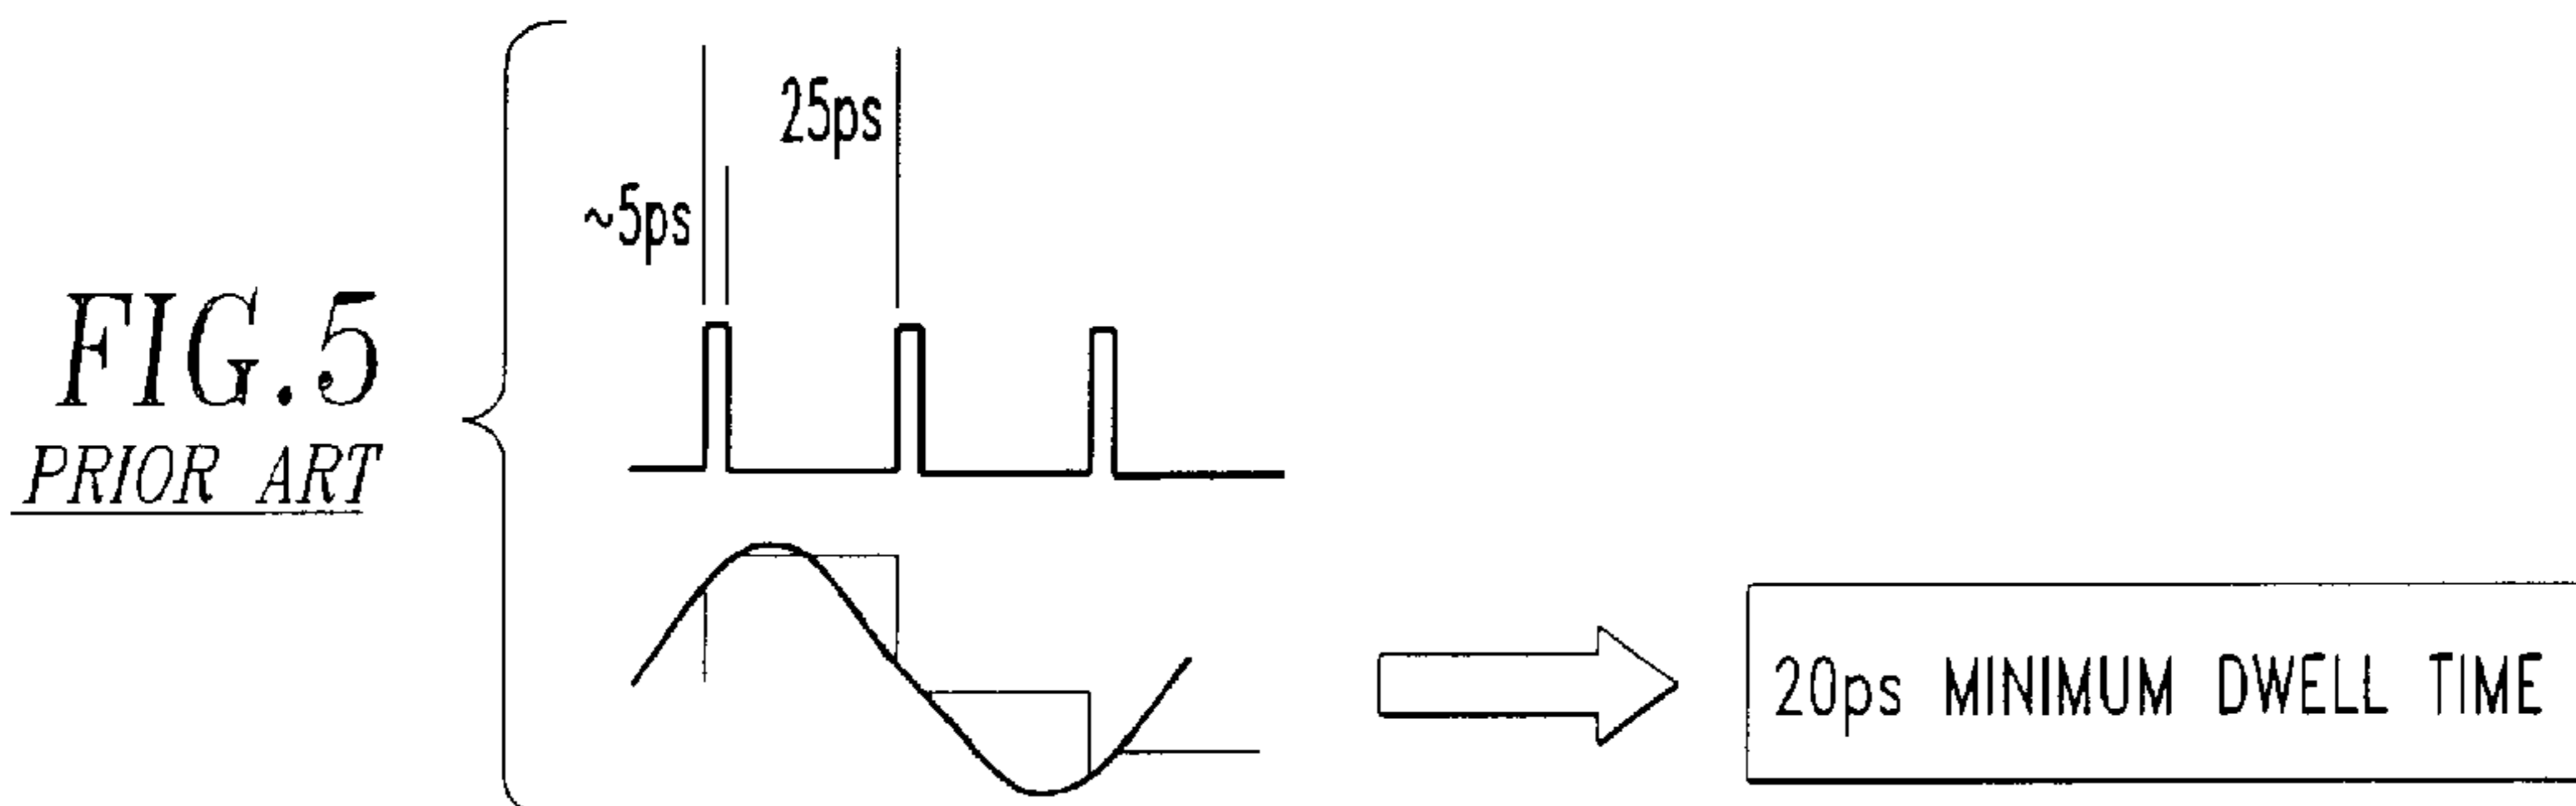 25ps
~5ps
FIG.5
PRIOR ART
20ps MINIMUM DWELL TIME